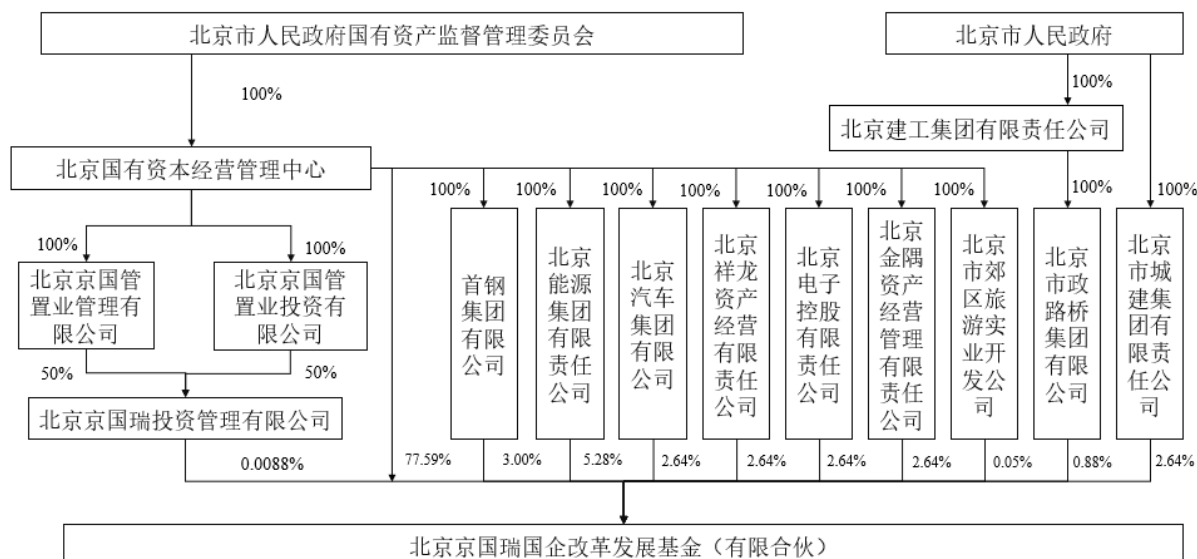 北京市人民政府国有资产监督管理委员会
北京市人民政府
100%
100%
北京建工集团有限责任公司
北京国有资本经营管理中心
100%
100%
100%
100%
100%
100%
100%
100%
100%
100%
100%
北京京国管
置业管理有
限公司
北京京国管
置业投资有
限公司
首钢
集团
有限
公司
北京
能源
集团
有限
责任
公司
北京
汽车
集团
有限
公司
北京
祥龙
资产
经营
有限
责任
公司
北京
电子
控股
有限
责任
公司
北京
金隅
资产
经营
管理
有限
责任
公司
北京
市郊
区旅
游实
业开
发公
司
北京
市政
路桥
集团
有限
公司
北京
市城
建集
团有
限责
任公
司
50%
50%
北京京国瑞投资管理有限公司
0.0088%
77.59%
3.00%
5.28%
2.64%
2.64%
2.64%
2.64%
0.05%
0.88%
2.64%
北京京国瑞国企改革发展基金（有限合伙）